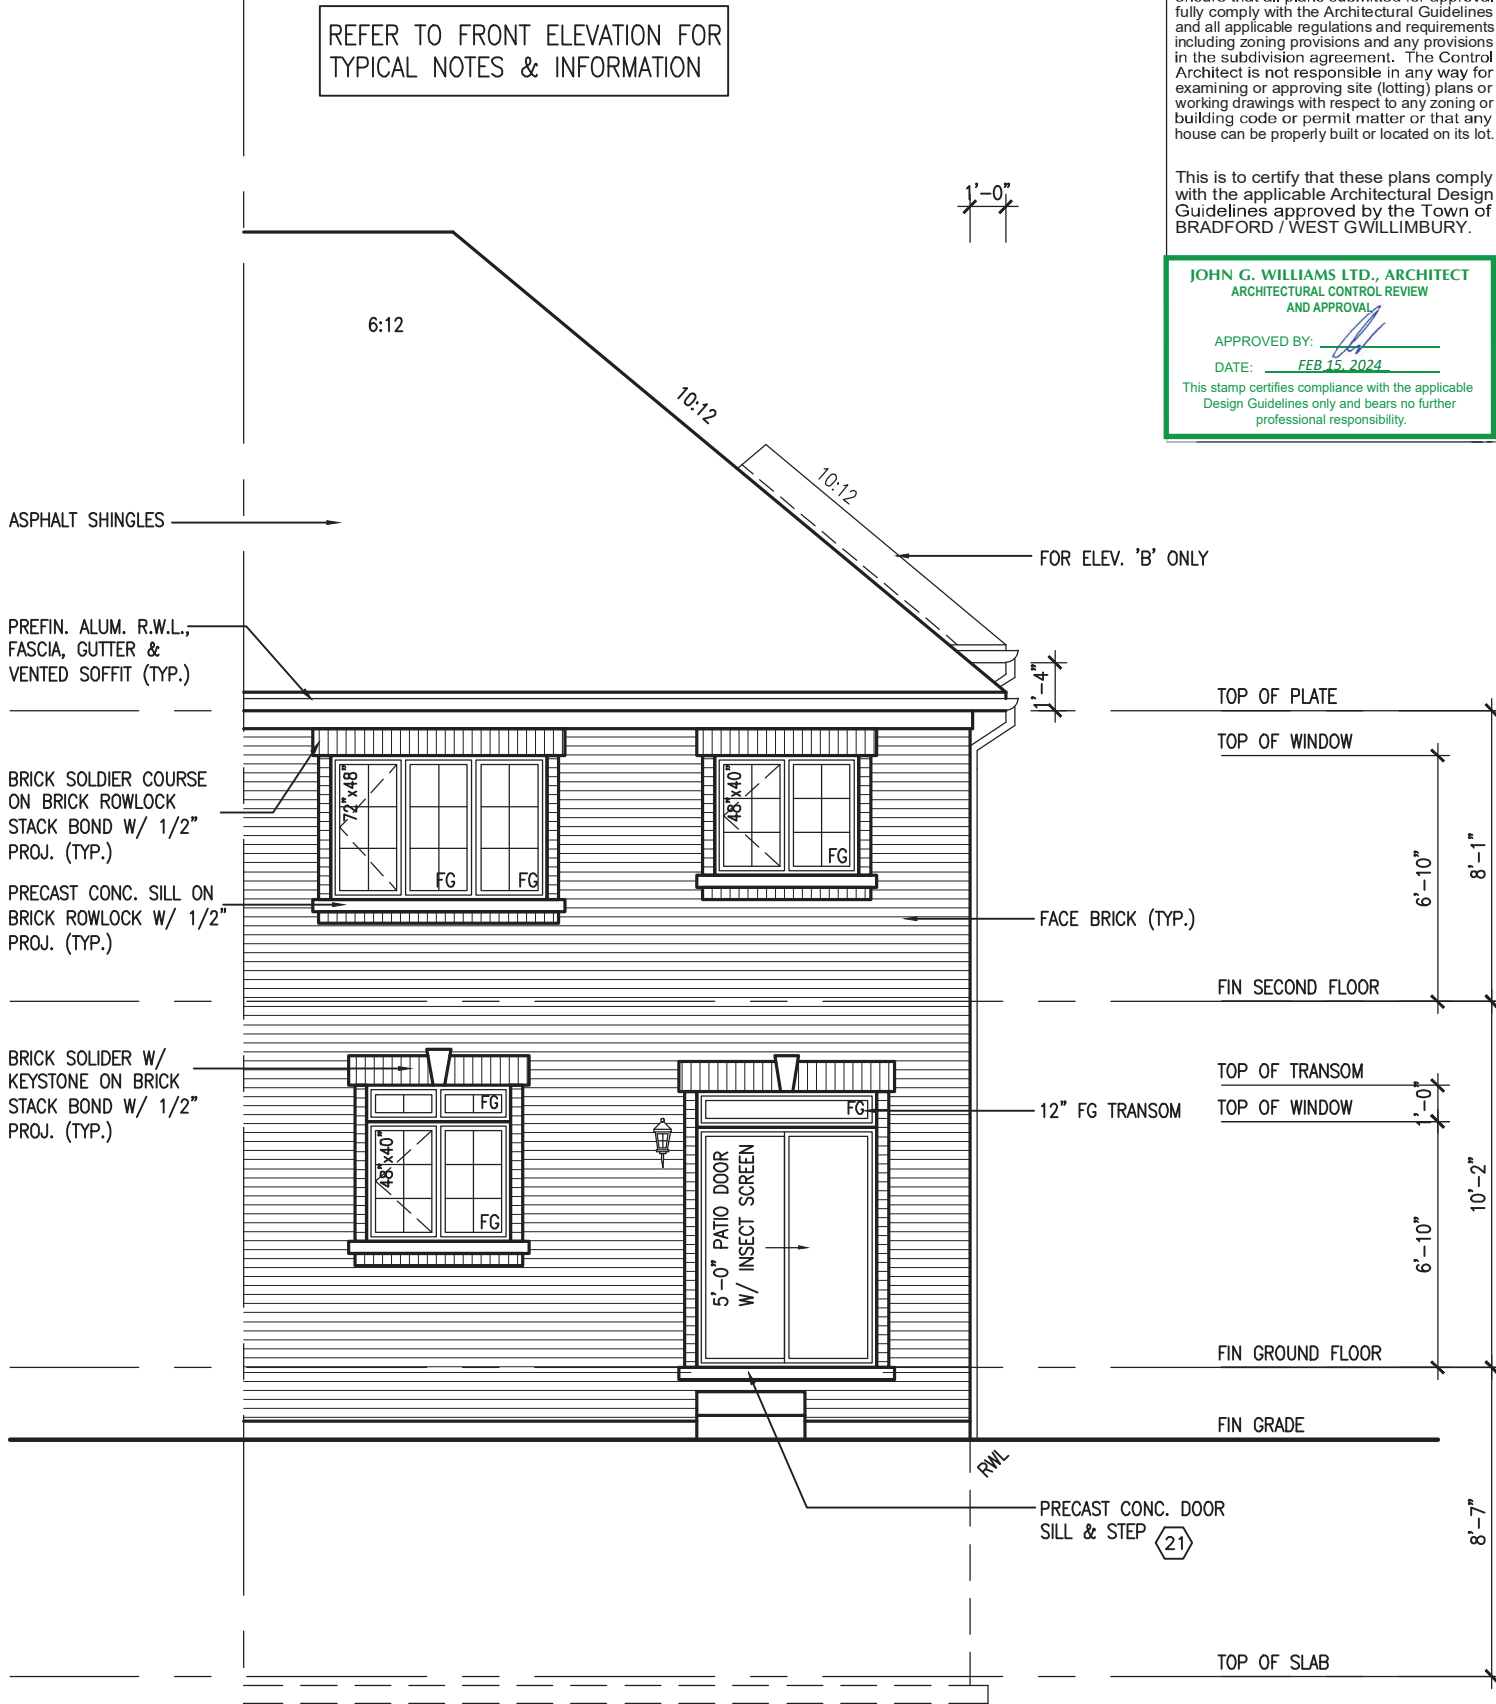 REFER TO FRONT ELEVATION FOR
TYPICAL NOTES & INFORMATION
fully comply with the Architectural Guidelines
and all applicable regulations and requirements
including zoning provisions and any provisions
in the subdivision agreement. The Control
Architect is not responsible in any way for
examining or approving site (lotting) plans or
working drawings with respect to any zoning or
building code or permit matter or that any
house can be properly built or located on its lot.
This is to certify that these plans comply
with the applicable Architectural Design
Guidelines approved by the Town of
BRADFORD / WEST GWILLIMBURY.
JOHN G. WILLIAMS LTD., ARCHITECT
ARCHITECTURAL CONTROL REVIEW
AND APPROVAL
APPROVED BY:
DATE: FEB 15, 2024
This stamp certifies compliance with the applicable
Design Guidelines only and bears no further
professional responsibility.
1'-0"
6:12
10:12
10:12
ASPHALT SHINGLES
FOR ELEV. 'B' ONLY
PREFIN. ALUM. R.W.L.,
FASCIA, GUTTER &
VENTED SOFFIT (TYP.)
1'-4"
TOP OF PLATE
TOP OF WINDOW
BRICK SOLDIER COURSE
ON BRICK ROWLOCK
STACK BOND W/ 1/2"
PROJ. (TYP.)
72"x48"
FG
FG
48"x40"
FG
6'-10"
8'-1"
PRECAST CONC. SILL ON
BRICK ROWLOCK W/ 1/2"
PROJ. (TYP.)
FACE BRICK (TYP.)
FIN SECOND FLOOR
BRICK SOLIDER W/
KEYSTONE ON BRICK
STACK BOND W/ 1/2"
PROJ. (TYP.)
FG
48"x40"
FG
FG
12" FG TRANSOM
5'-0" PATIO DOOR
W/ INSECT SCREEN
TOP OF TRANSOM
TOP OF WINDOW
1'-0"
10'-2"
6'-10"
FIN GROUND FLOOR
FIN GRADE
RWL
PRECAST CONC. DOOR
SILL & STEP 21
8'-7"
TOP OF SLAB